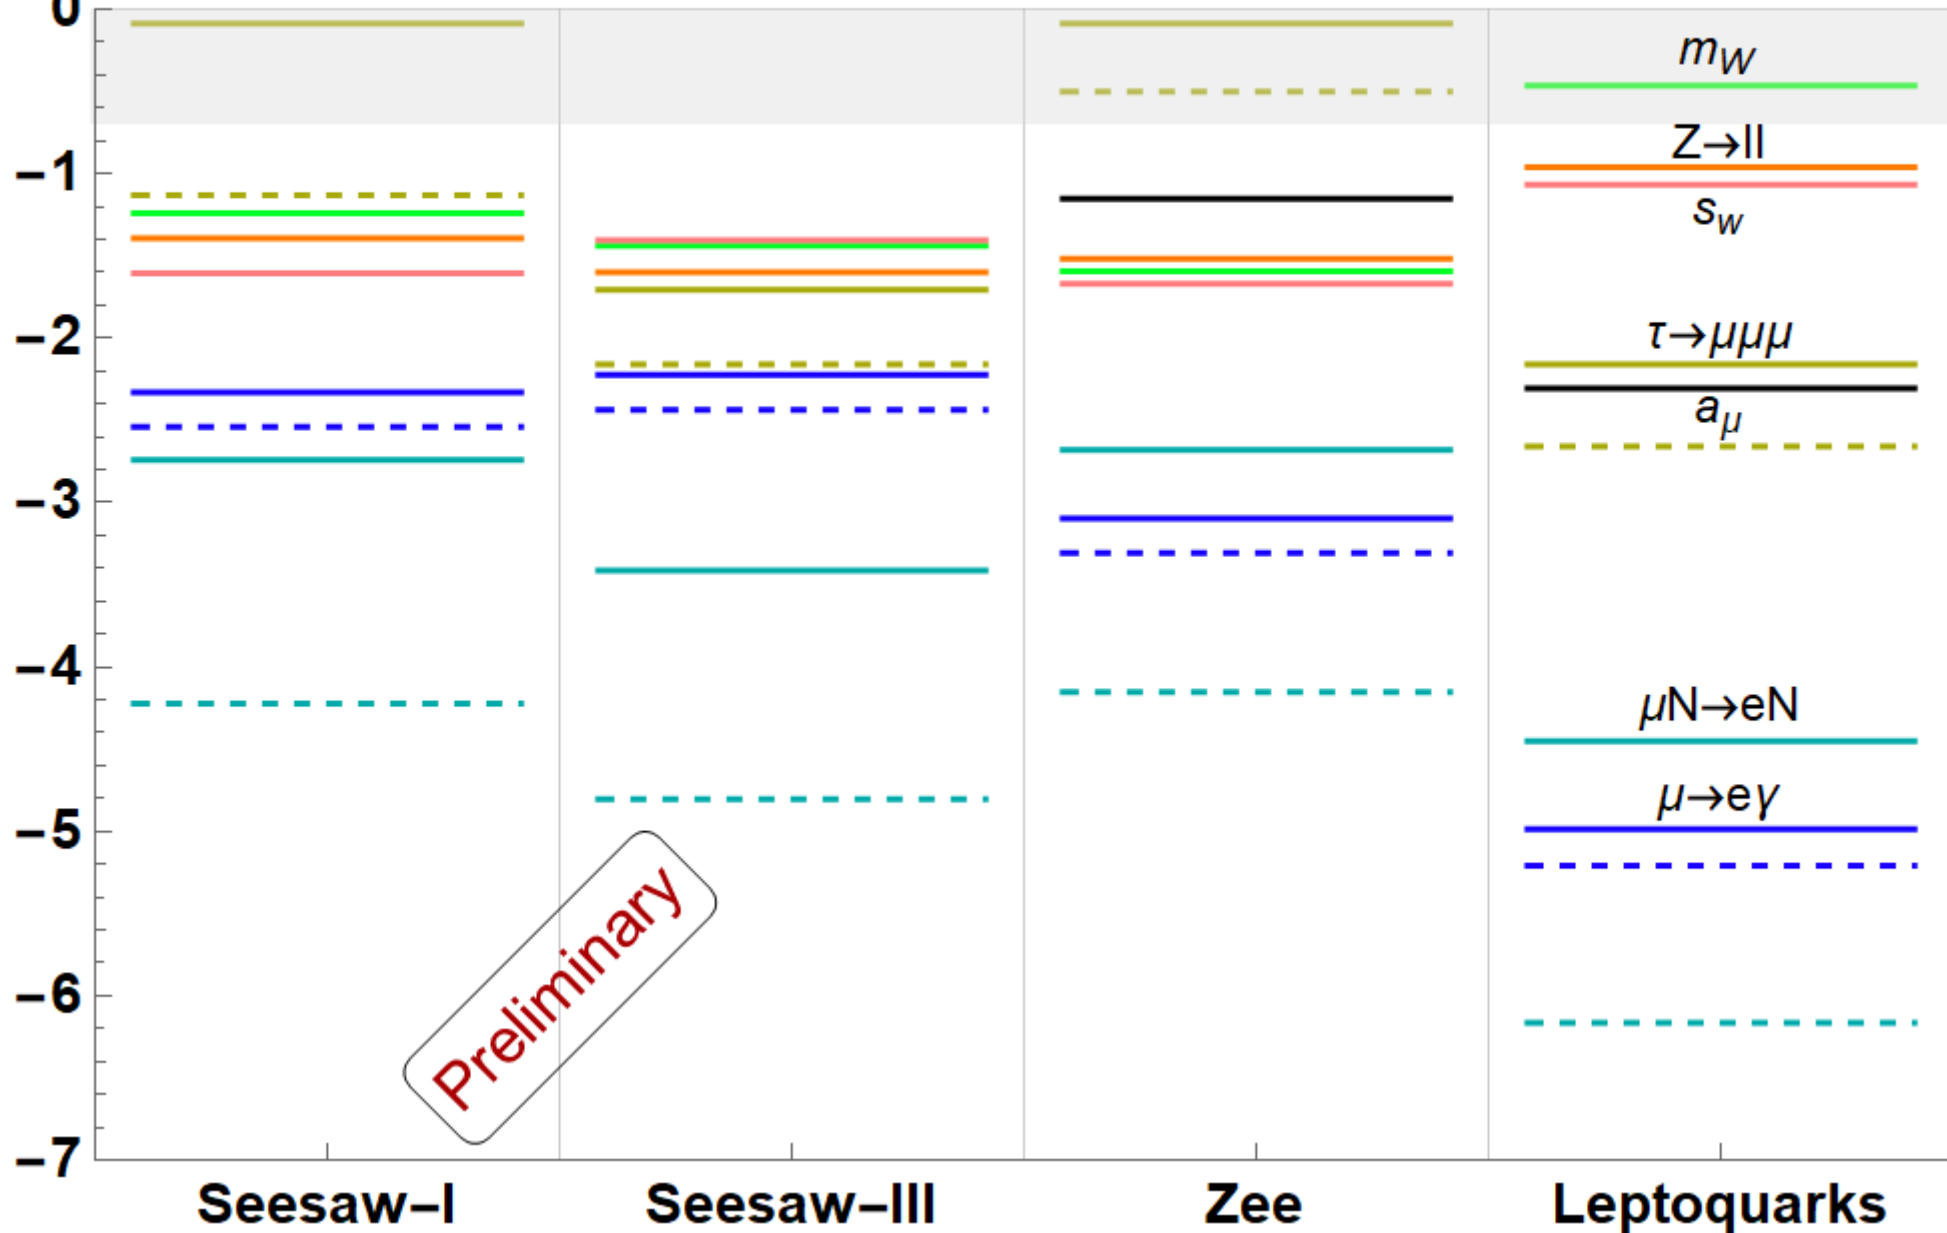 0
−1
−2
−3
−4
−5
−6
−7
m_W
Z→ll
s_w
τ→μμμ
a_μ
μN→eN
μ→eγ
Preliminary
Seesaw−I Seesaw−III Zee Leptoquarks